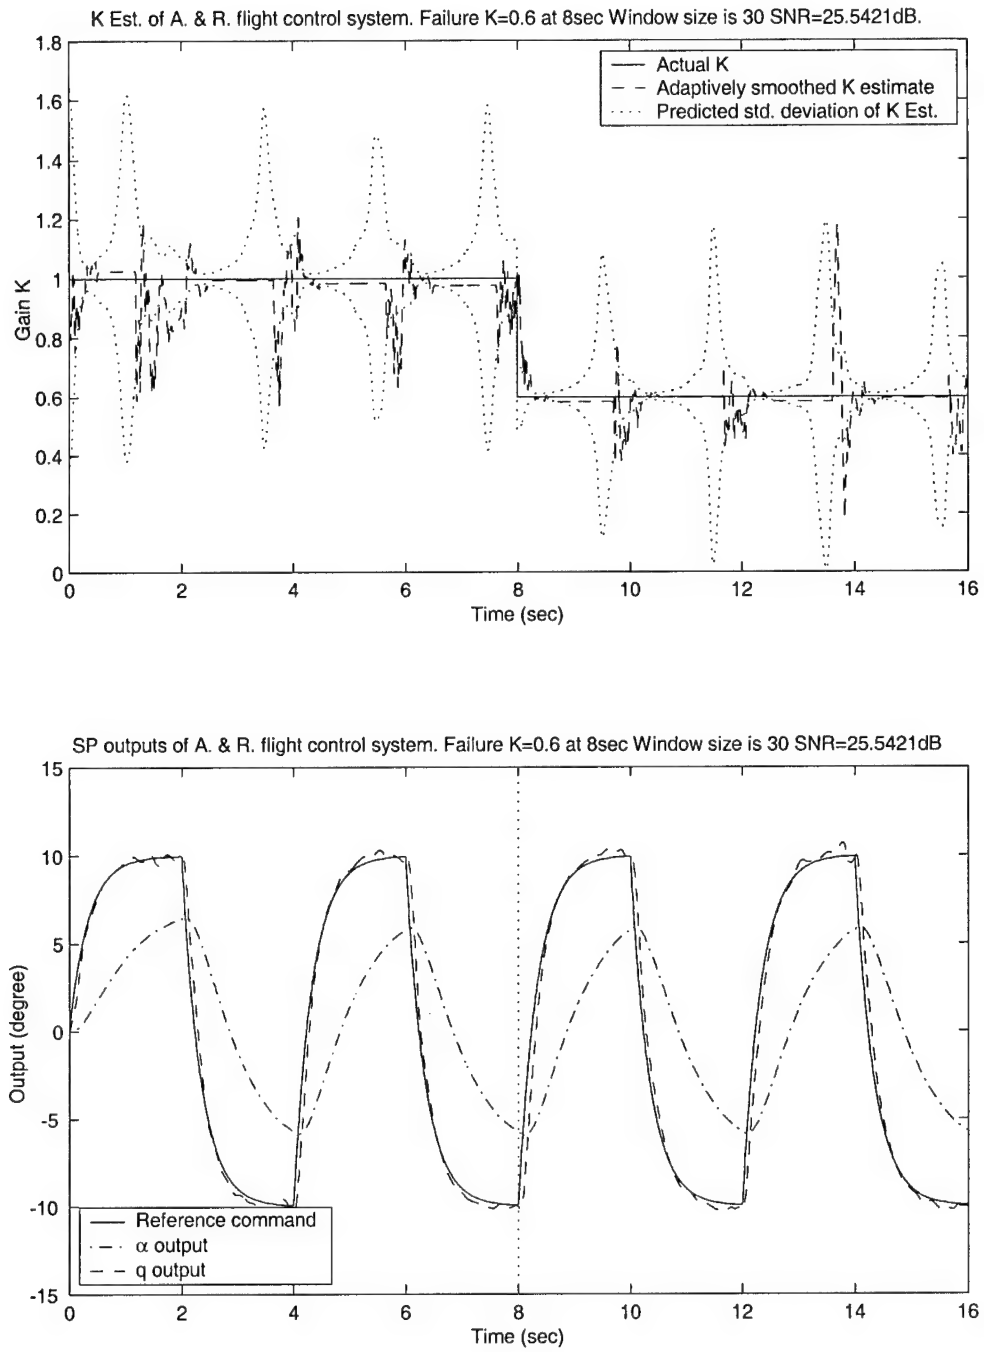 K Est. of A. & R. flight control system. Failure K=0.6 at 8sec Window size is 30 SNR=25.5421dB.
1.8
1.6
1.4
1.2
1
0.8
0.6
0.4
0.2
0
Gain K
Actual K
Adaptively smoothed K estimate
Predicted std. deviation of K Est.
0 2 4 6 8 10 12 14 16
Time (sec)
SP outputs of A. & R. flight control system. Failure K=0.6 at 8sec Window size is 30 SNR=25.5421dB
15
10
5
0
-5
-10
-15
Output (degree)
Reference command
α output
q output
0 2 4 6 8 10 12 14 16
Time (sec)